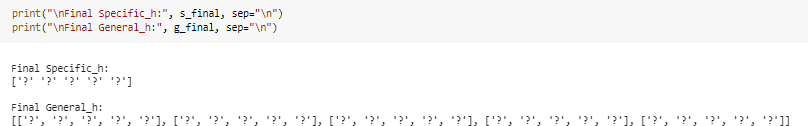 print("\nFinal Specific_h:", s_final, sep="\n")
print("\nFinal General_h:", g_final, sep="\n")
Final Specific_h:
['?' '?' '?' '?' '?']
Final General_h:
[['?', '?', '?', '?', '?'], ['?', '?', '?', '?', '?'], ['?', '?', '?', '?', '?'], ['?', '?', '?', '?', '?'], ['?', '?', '?', '?', '?']]